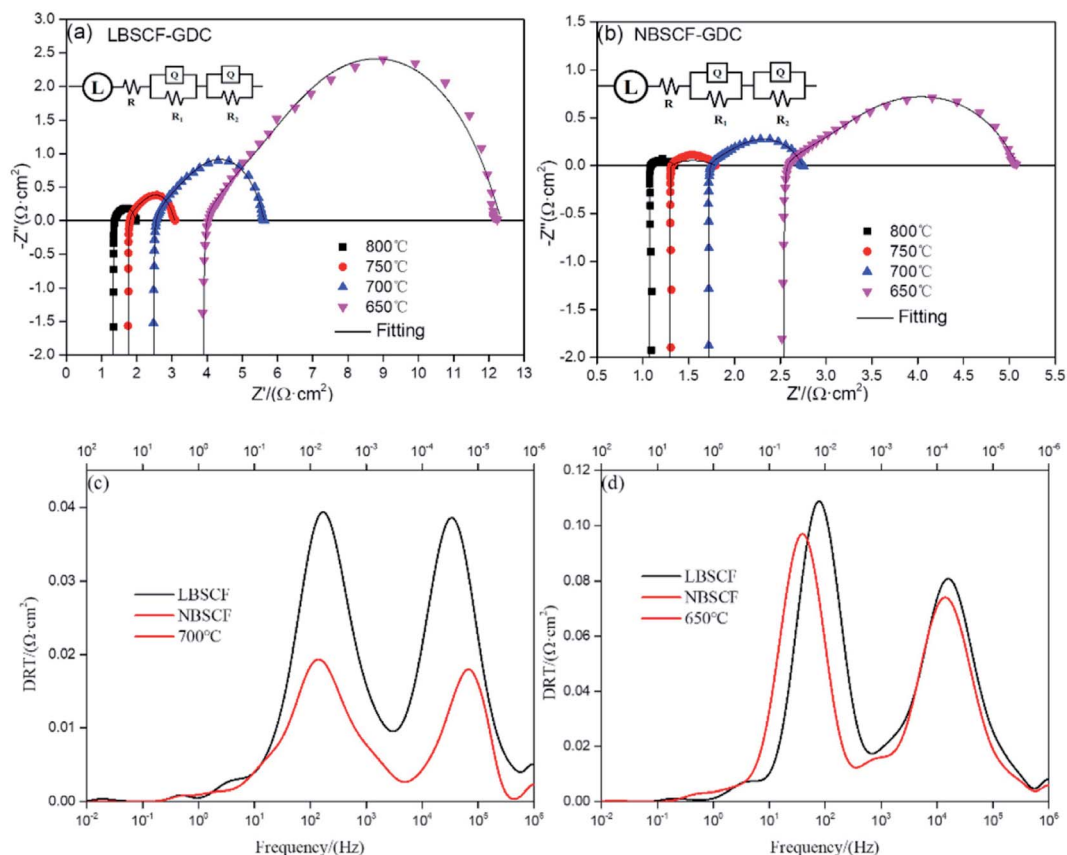 (a) LBSCF-GDC
L
R
Q
R₁
Q
R₂
-Z''(Ω·cm²)
3.0
2.5
2.0
1.5
1.0
0.5
0.0
-0.5
-1.0
-1.5
-2.0
800℃
750℃
700℃
650℃
Fitting
0 1 2 3 4 5 6 7 8 9 10 11 12 13
Z'/(Ω·cm²)
(b) NBSCF-GDC
L
R
Q
R₁
Q
R₂
-Z''(Ω·cm²)
1.5
1.0
0.5
0.0
-0.5
-1.0
-1.5
-2.0
800℃
750℃
700℃
650℃
Fitting
0.5 1.0 1.5 2.0 2.5 3.0 3.5 4.0 4.5 5.0 5.5
Z'/(Ω·cm²)
10² 10¹ 10⁰ 10⁻¹ 10⁻² 10⁻³ 10⁻⁴ 10⁻⁵ 10⁻⁶
(c)
DRT/(Ω·cm²)
0.04
0.03
0.02
0.01
0.00
LBSCF
NBSCF
700°C
10⁻² 10⁻¹ 10⁰ 10¹ 10² 10³ 10⁴ 10⁵ 10⁶
Frequency/(Hz)
10² 10¹ 10⁰ 10⁻¹ 10⁻² 10⁻³ 10⁻⁴ 10⁻⁵ 10⁻⁶
(d)
DRT/(Ω·cm²)
0.12
0.10
0.08
0.06
0.04
0.02
0.00
LBSCF
NBSCF
650°C
10⁻² 10⁻¹ 10⁰ 10¹ 10² 10³ 10⁴ 10⁵ 10⁶
Frequency/(Hz)